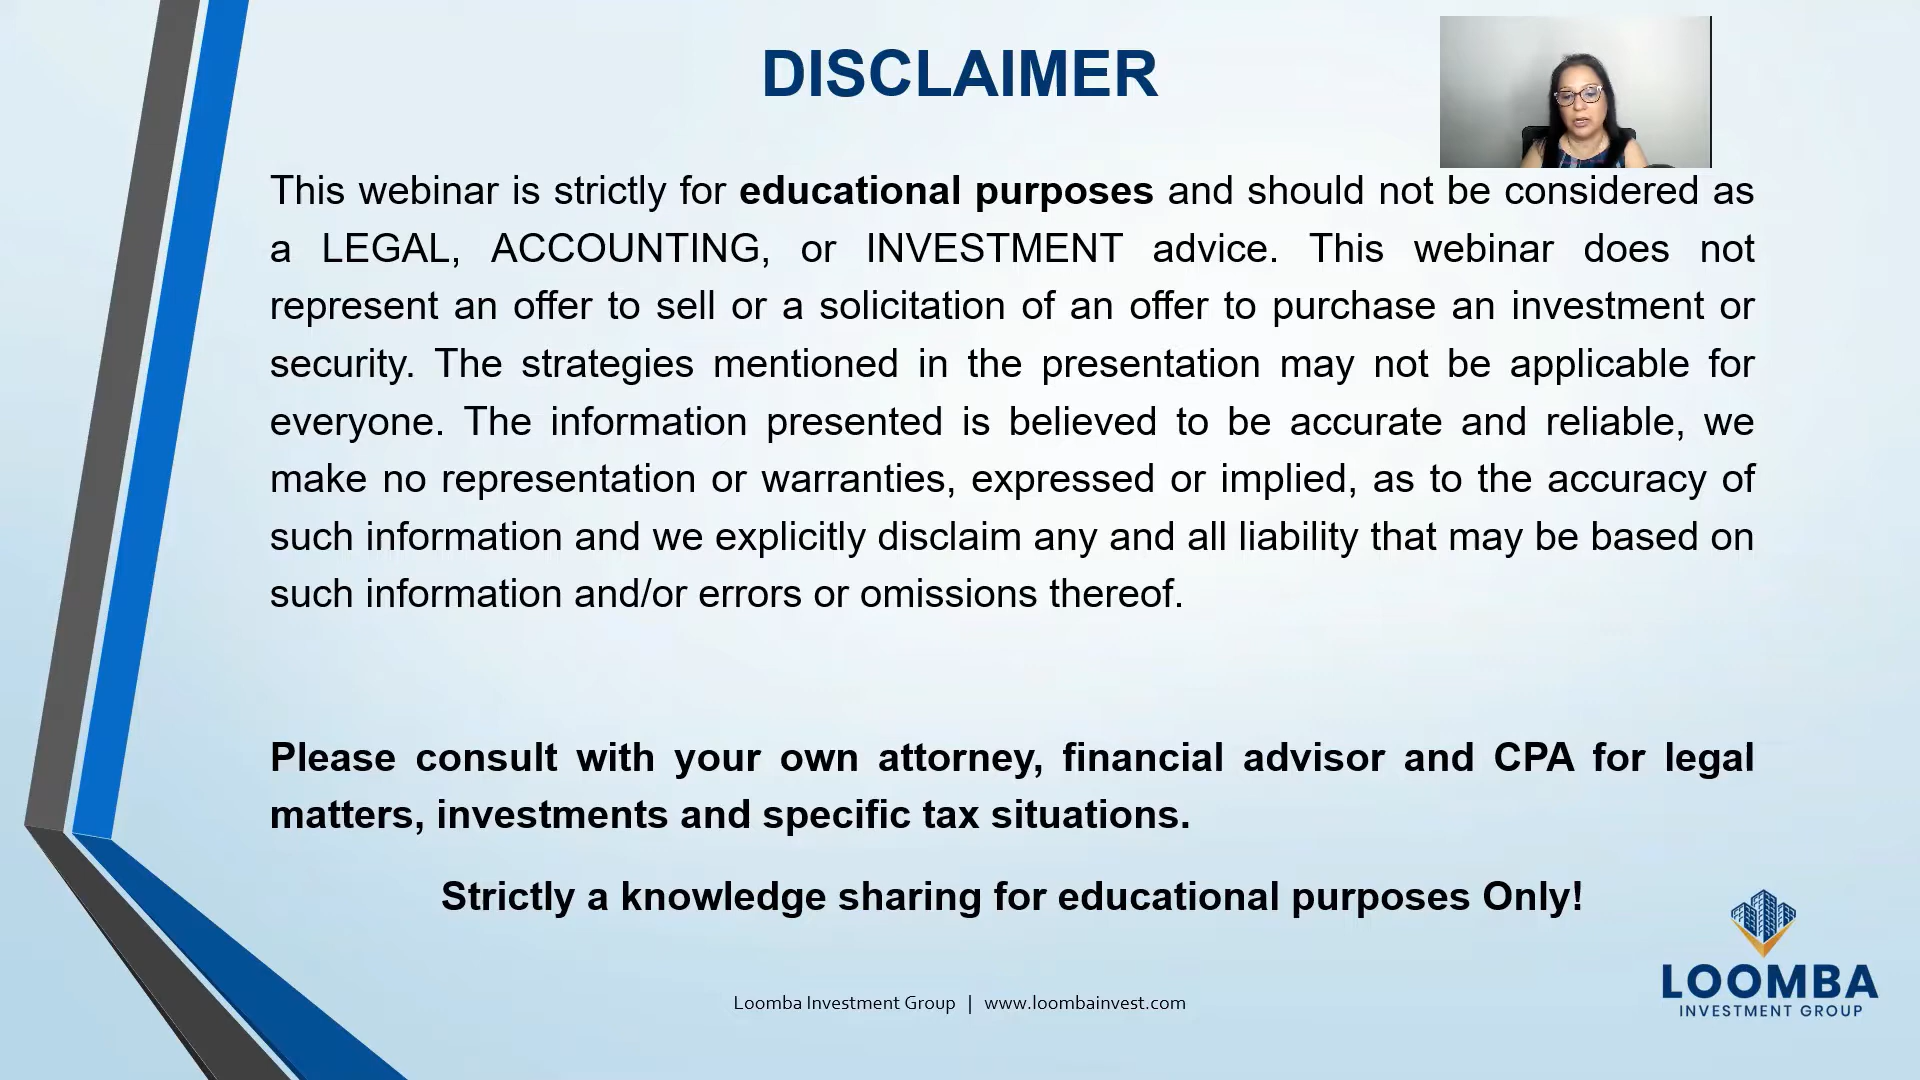 DISCLAIMER
This webinar is strictly for educational purposes and should not be considered as
a LEGAL, ACCOUNTING, or INVESTMENT advice. This webinar does not
represent an offer to sell or a solicitation of an offer to purchase an investment or
security. The strategies mentioned in the presentation may not be applicable for
everyone. The information presented is believed to be accurate and reliable, we
make no representation or warranties, expressed or implied, as to the accuracy of
such information and we explicitly disclaim any and all liability that may be based on
such information and/or errors or omissions thereof.
Please consult with your own attorney, financial advisor and CPA for legal
matters, investments and specific tax situations.
Strictly a knowledge sharing for educational purposes Only!
Loomba Investment Group | www.loombainvest.com
LOOMBA
INVESTMENT GROUP